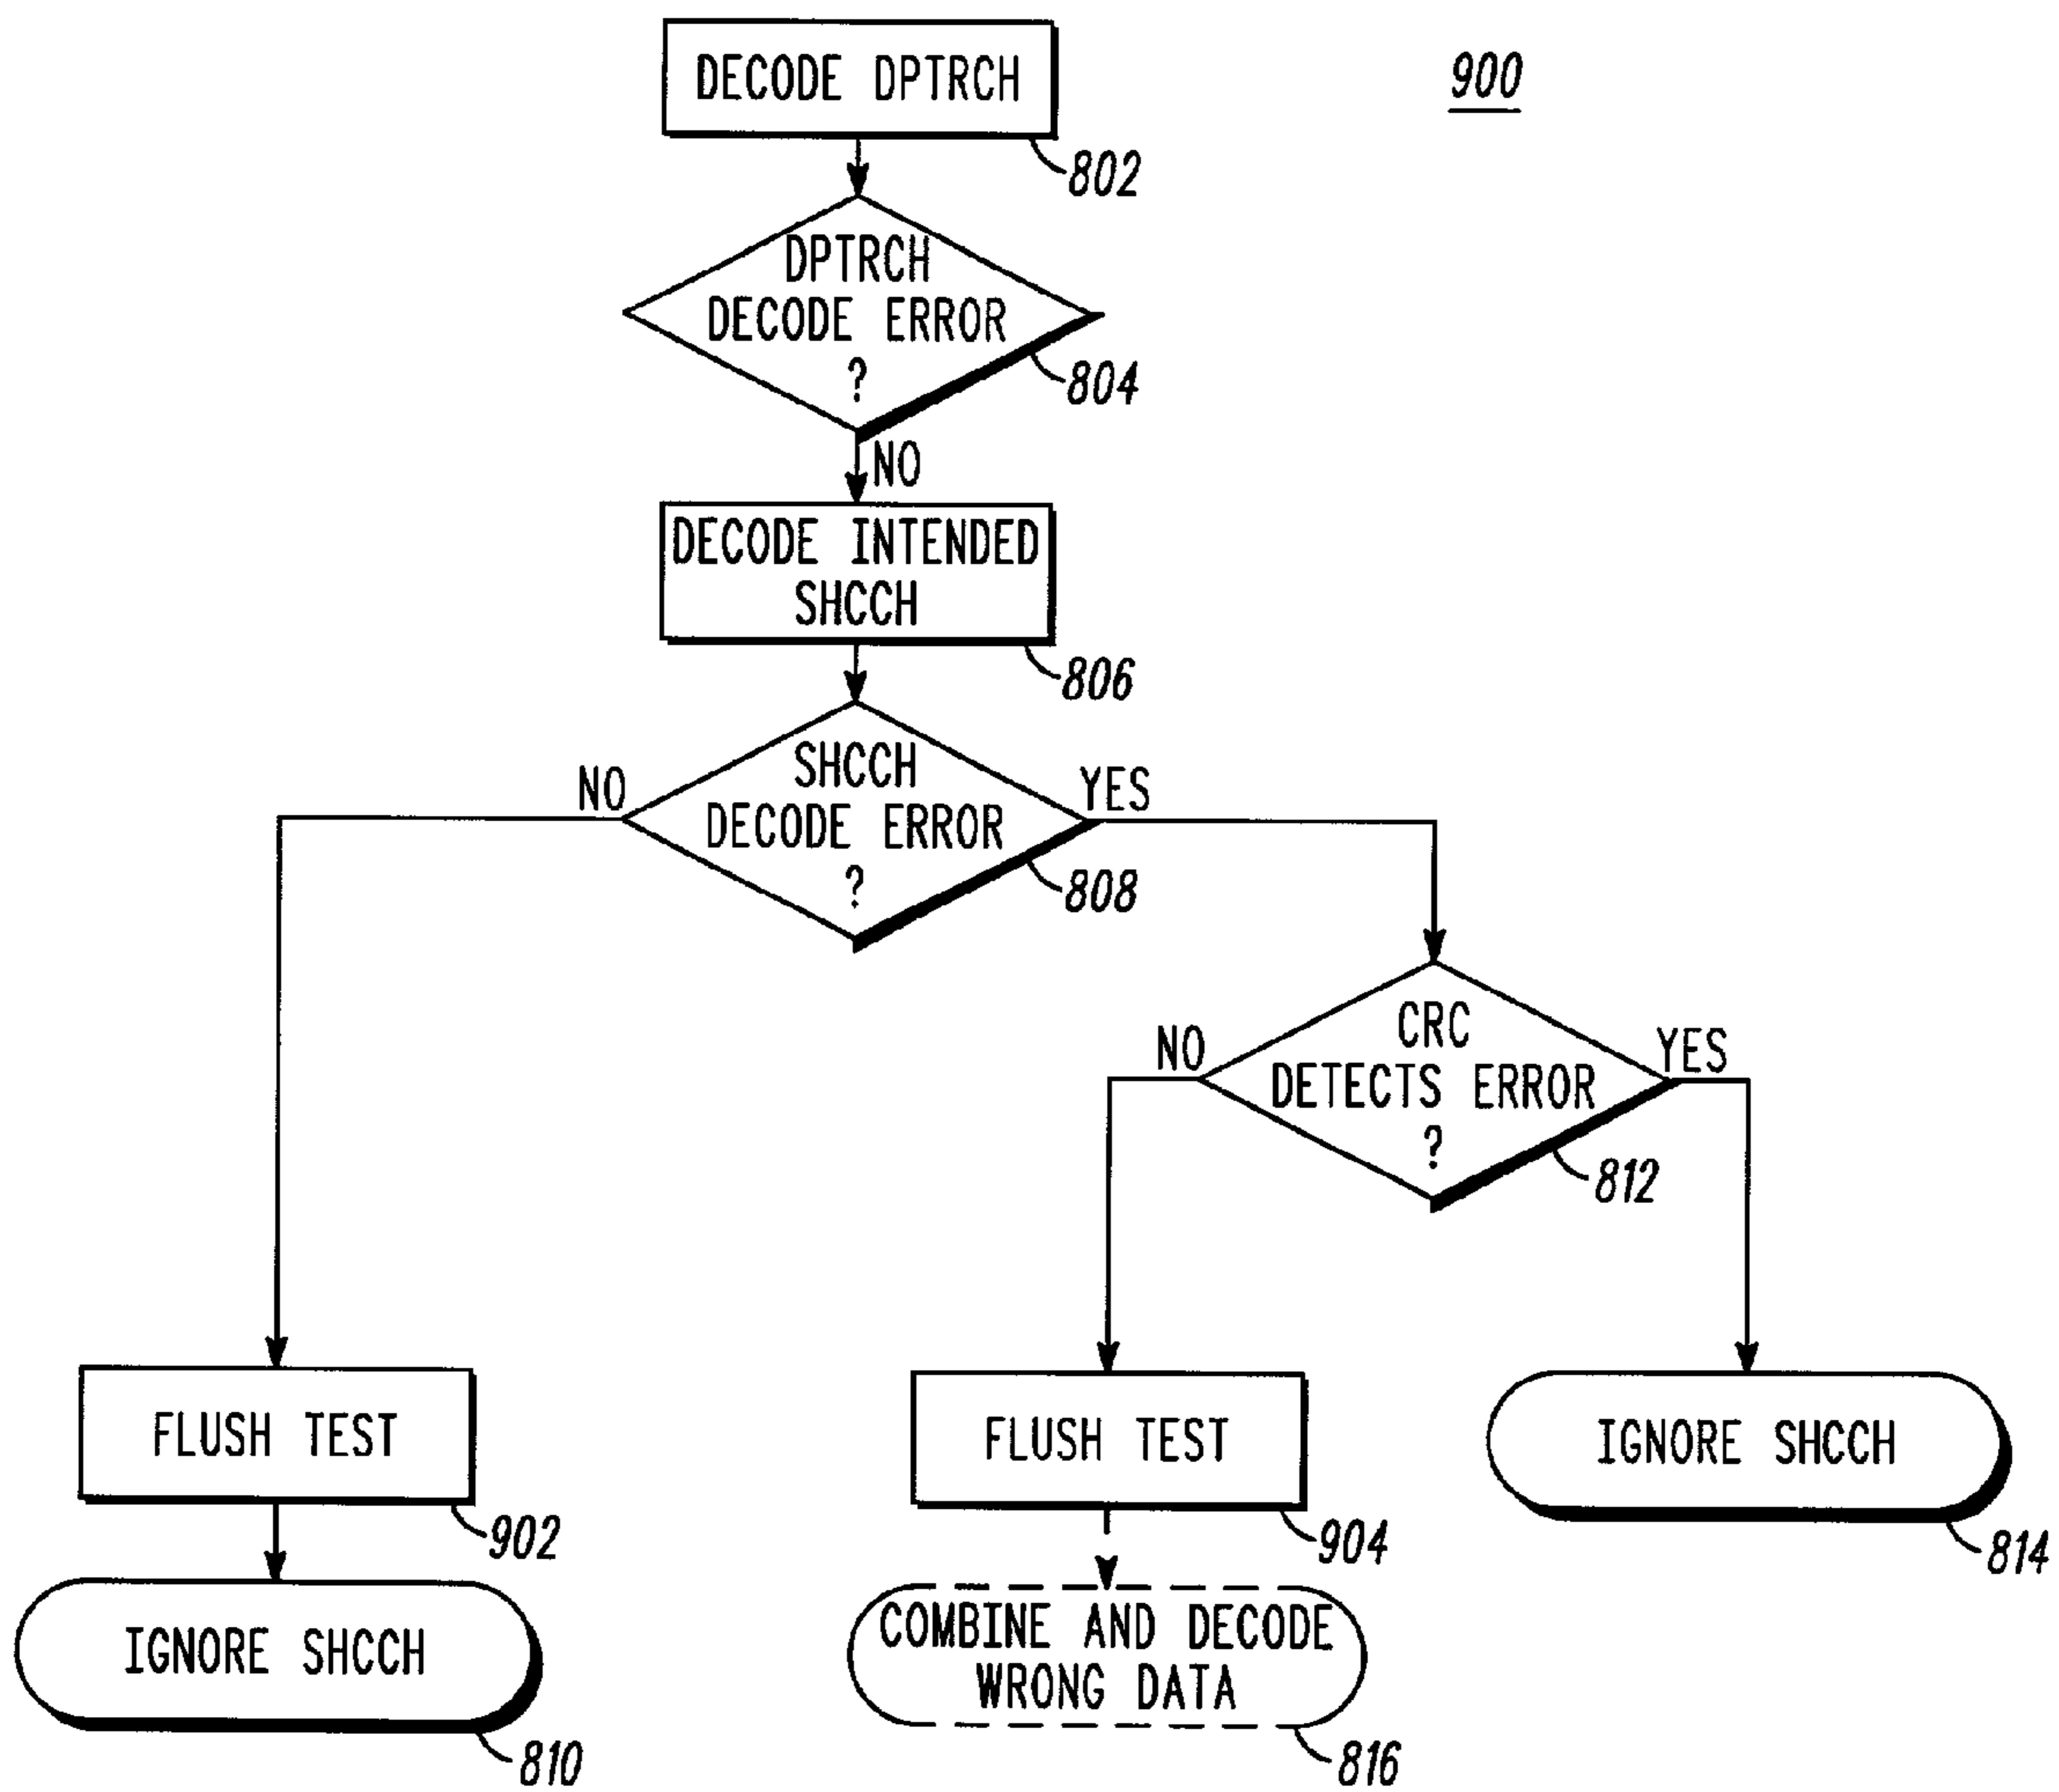 DECODE DPTRCH
900
802
DPTRCH
DECODE ERROR
?
804
NO
DECODE INTENDED
SHCCH
806
SHCCH
DECODE ERROR
?
NO
YES
808
CRC
DETECTS ERROR
?
NO
YES
812
FLUSH TEST
902
FLUSH TEST
904
IGNORE SHCCH
814
IGNORE SHCCH
810
COMBINE AND DECODE
WRONG DATA
816